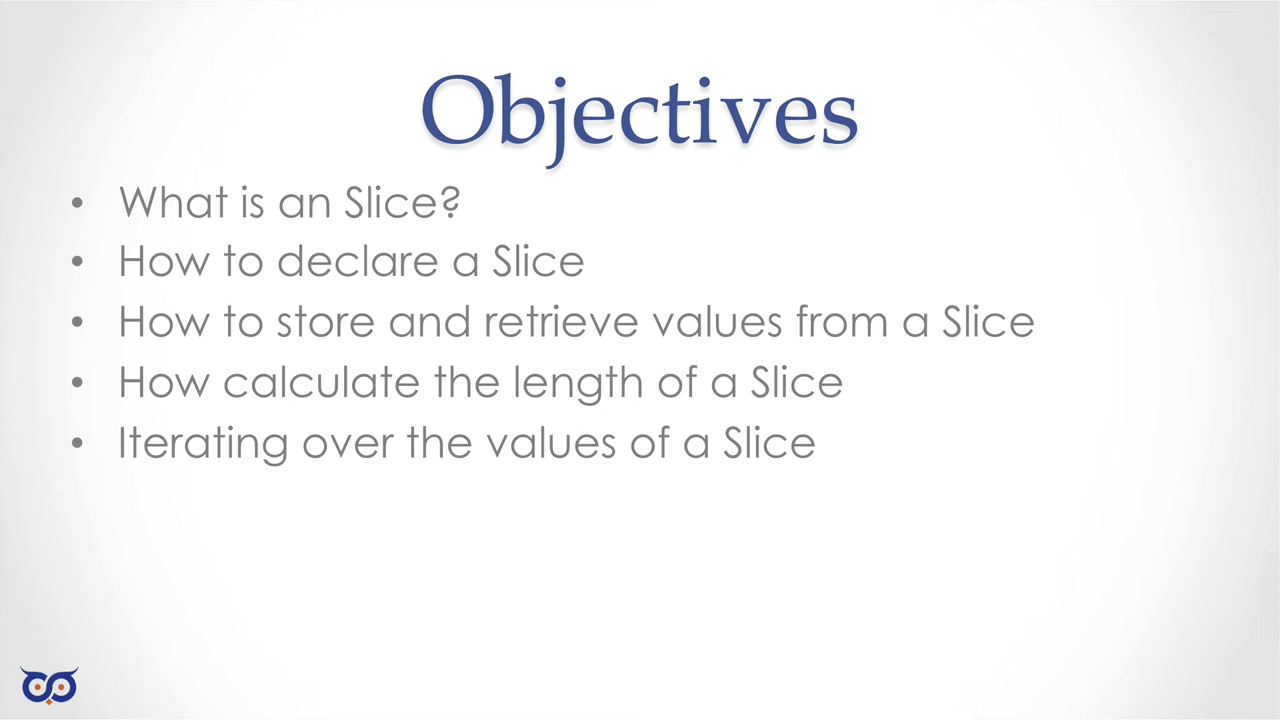 Objectives
• What is an Slice?
• How to declare a Slice
• How to store and retrieve values from a Slice
• How calculate the length of a Slice
• Iterating over the values of a Slice